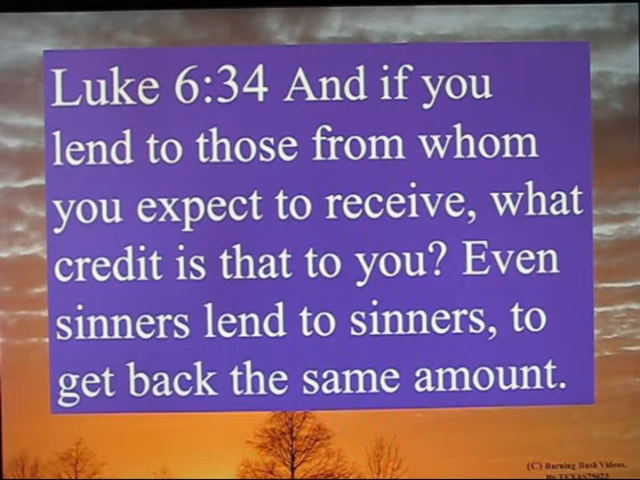 Luke 6:34 And if you
lend to those from whom
you expect to receive, what
credit is that to you? Even
sinners lend to sinners, to
get back the same amount.
(C) Burning Bush Videos.